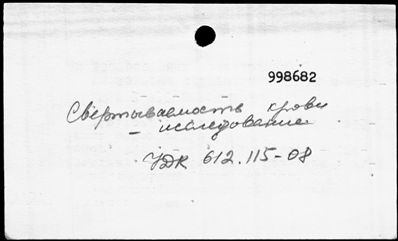 998682
Свертываемость крови
– исследование
УДК 612.115-08